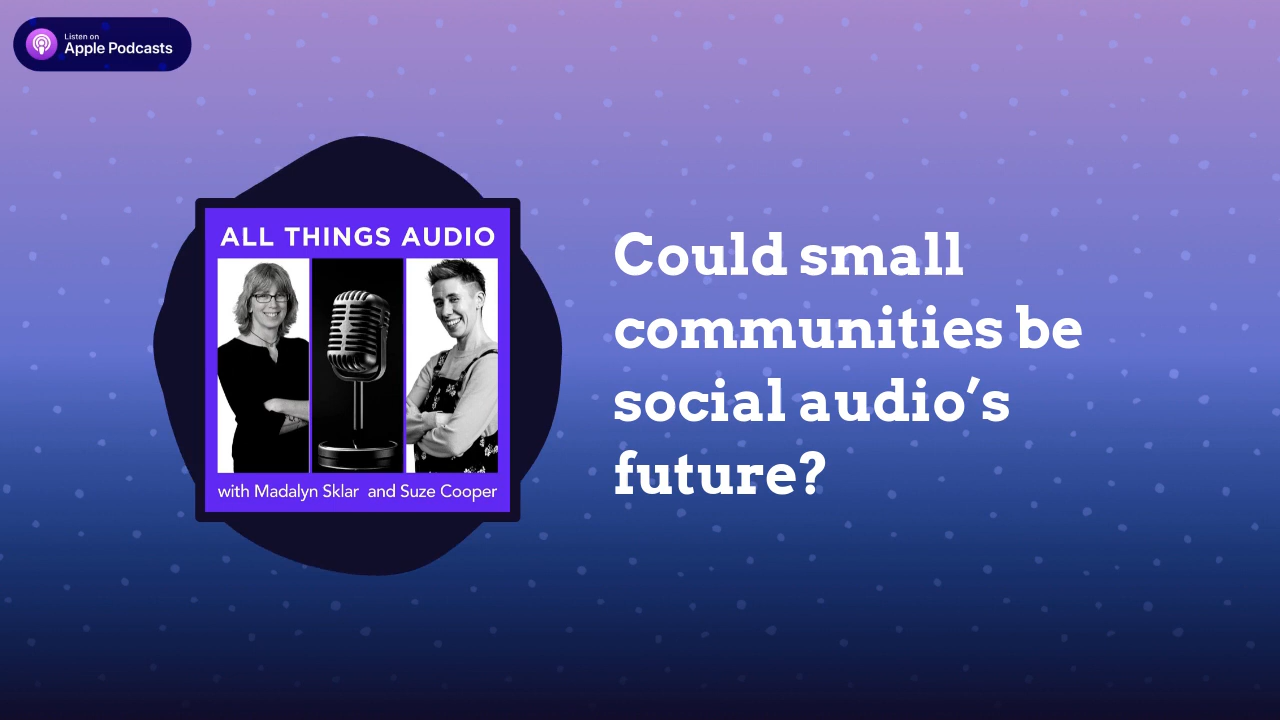 Listen on
Apple Podcasts
ALL THINGS AUDIO
with Madalyn Sklar and Suze Cooper
Could small
communities be
social audio’s
future?